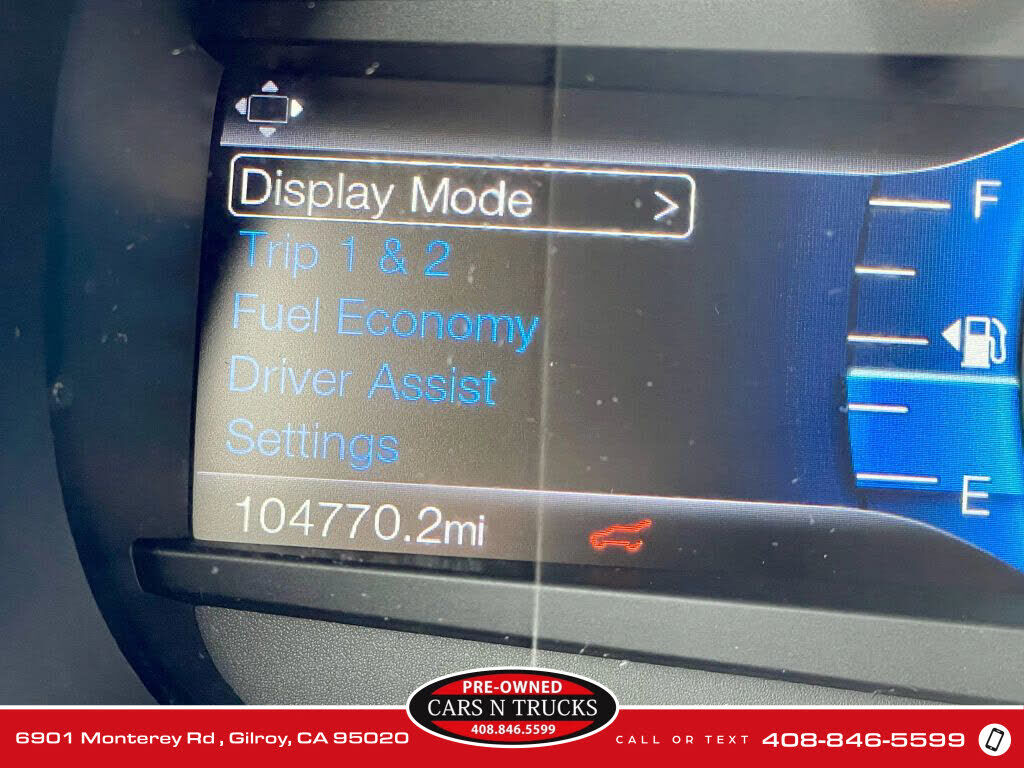 Display Mode >
Trip 1 & 2
Fuel Economy
Driver Assist
Settings
104770.2mi
F
E
PRE-OWNED
CARS N TRUCKS
408.846.5599
6901 Monterey Rd , Gilroy, CA 95020
CALL OR TEXT 408-846-5599